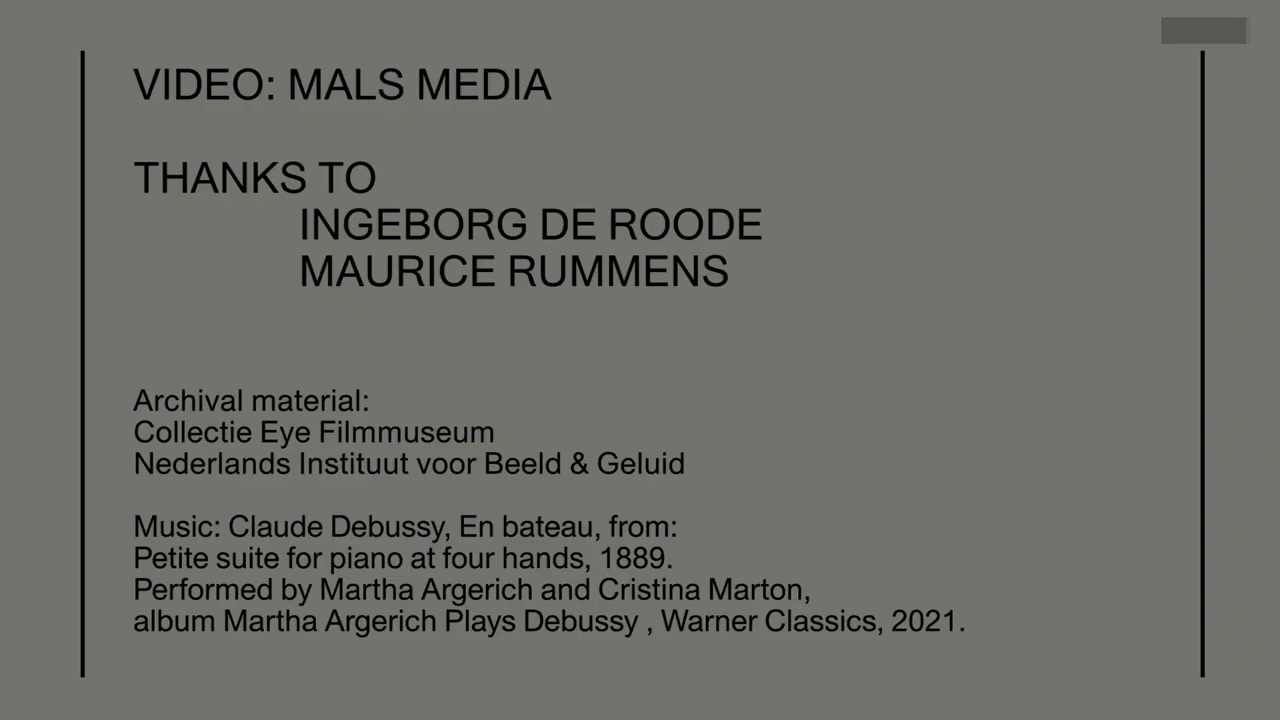 VIDEO: MALS MEDIA
THANKS TO
INGEBORG DE ROODE
MAURICE RUMMENS
Archival material:
Collectie Eye Filmmuseum
Nederlands Instituut voor Beeld & Geluid
Music: Claude Debussy, En bateau, from:
Petite suite for piano at four hands, 1889.
Performed by Martha Argerich and Cristina Marton,
album Martha Argerich Plays Debussy , Warner Classics, 2021.